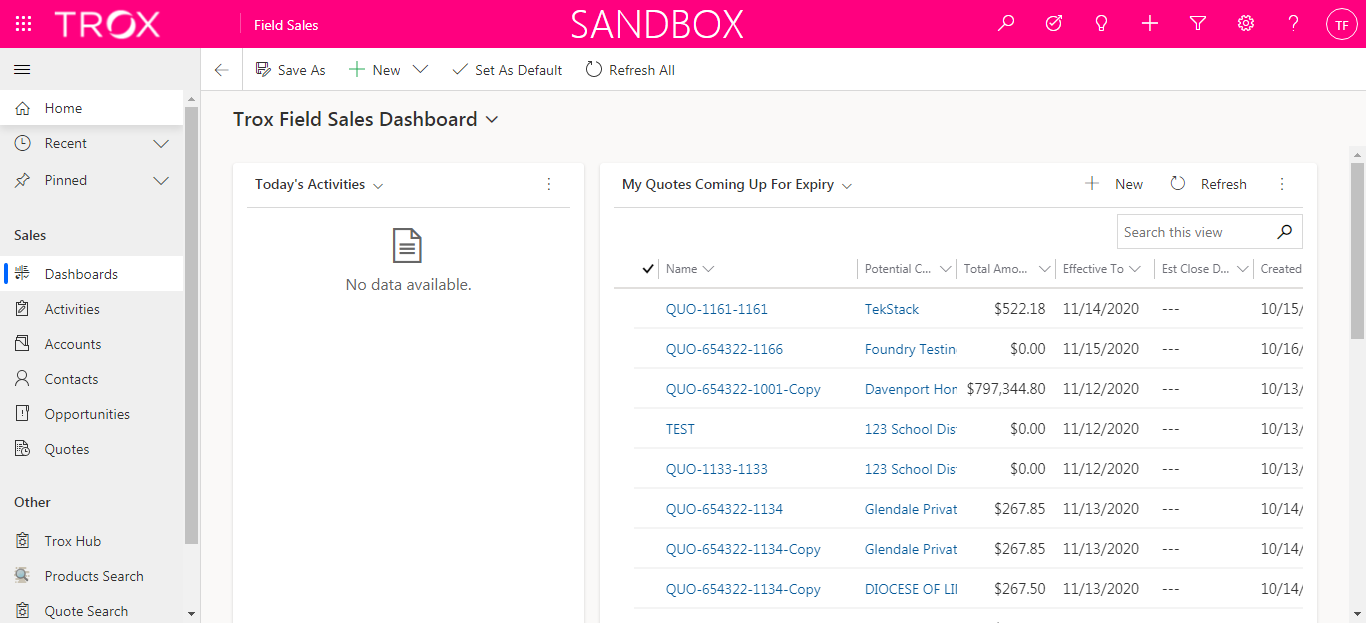 TROX
Field Sales
SANDBOX
TF
Save As
New
Set As Default
Refresh All
Home
Recent
Pinned
Sales
Dashboards
Activities
Accounts
Contacts
Opportunities
Quotes
Other
Trox Hub
Products Search
Quote Search
Trox Field Sales Dashboard
Today's Activities
No data available.
My Quotes Coming Up For Expiry
New
Refresh
Search this view
Name Potential C... Total Amo... Effective To Est Close D... Created
QUO-1161-1161 TekStack $522.18 11/14/2020 --- 10/15/
QUO-654322-1166 Foundry Testin $0.00 11/15/2020 --- 10/16/
QUO-654322-1001-Copy Davenport Hor $797,344.80 11/12/2020 --- 10/13/
TEST 123 School Dis $0.00 11/12/2020 --- 10/13/
QUO-1133-1133 123 School Dis $0.00 11/12/2020 --- 10/13/
QUO-654322-1134 Glendale Privat $267.85 11/13/2020 --- 10/14/
QUO-654322-1134-Copy Glendale Privat $267.85 11/13/2020 --- 10/14/
QUO-654322-1134-Copy DIOCESE OF LII $267.50 11/13/2020 --- 10/14/